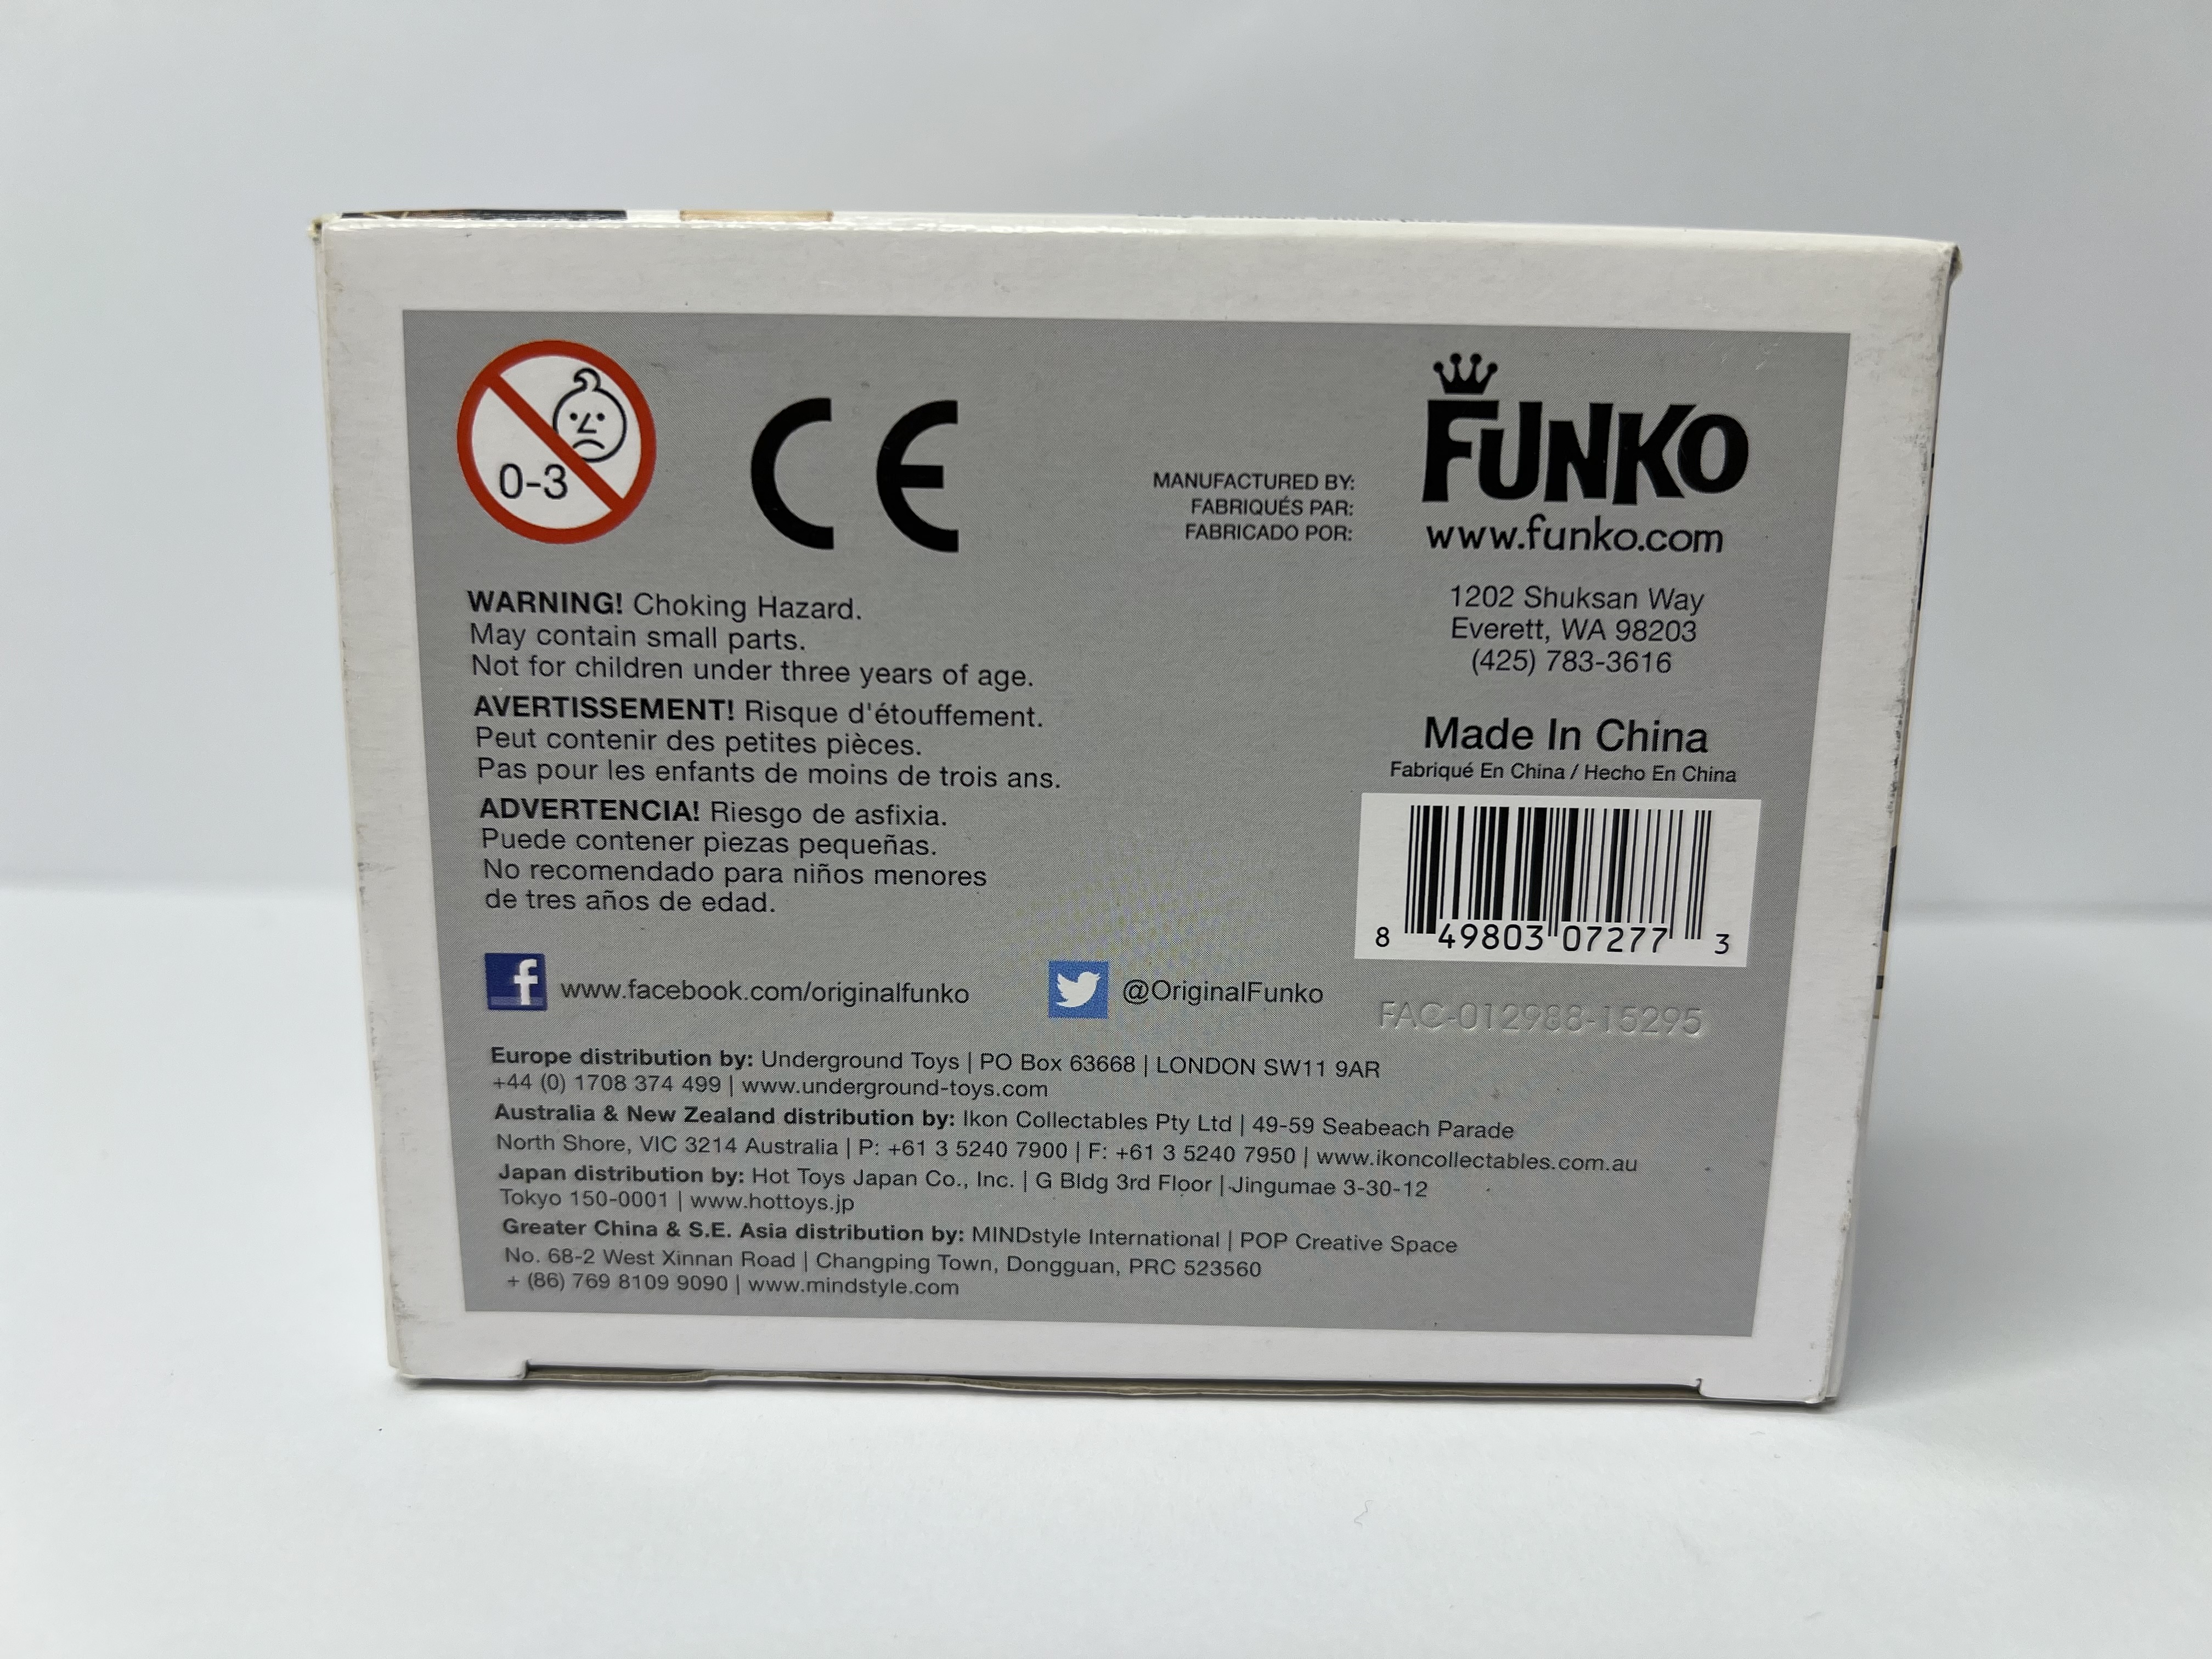 0-3
CE
MANUFACTURED BY:
FABRIQUÉS PAR:
FABRICADO POR:
FUNKO
www.funko.com
1202 Shuksan Way
Everett, WA 98203
(425) 783-3616
WARNING! Choking Hazard.
May contain small parts.
Not for children under three years of age.
AVERTISSEMENT! Risque d'étouffement.
Peut contenir des petites pièces.
Pas pour les enfants de moins de trois ans.
ADVERTENCIA! Riesgo de asfixia.
Puede contener piezas pequeñas.
No recomendado para niños menores
de tres años de edad.
Made In China
Fabriqué En China / Hecho En China
8 49803 07277 3
f www.facebook.com/originalfunko @OriginalFunko
FAC-012988-15295
Europe distribution by: Underground Toys | PO Box 63668 | LONDON SW11 9AR
+44 (0) 1708 374 499 | www.underground-toys.com
Australia & New Zealand distribution by: Ikon Collectables Pty Ltd | 49-59 Seabeach Parade
North Shore, VIC 3214 Australia | P: +61 3 5240 7900 | F: +61 3 5240 7950 | www.ikoncollectables.com.au
Japan distribution by: Hot Toys Japan Co., Inc. | G Bldg 3rd Floor | Jingumae 3-30-12
Tokyo 150-0001 | www.hottoys.jp
Greater China & S.E. Asia distribution by: MINDstyle International | POP Creative Space
No. 68-2 West Xinnan Road | Changping Town, Dongguan, PRC 523560
+ (86) 769 8109 9090 | www.mindstyle.com